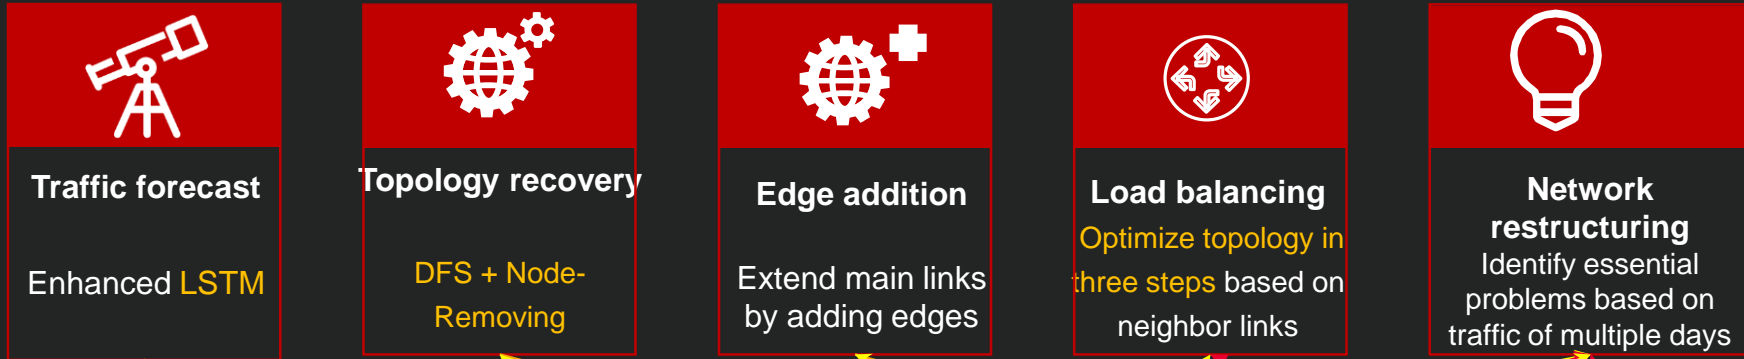 Traffic forecast
Enhanced LSTM
Topology recovery
DFS + Node-
Removing
Edge addition
Extend main links
by adding edges
Load balancing
Optimize topology in
three steps based on
neighbor links
Network
restructuring
Identify essential
problems based on
traffic of multiple days